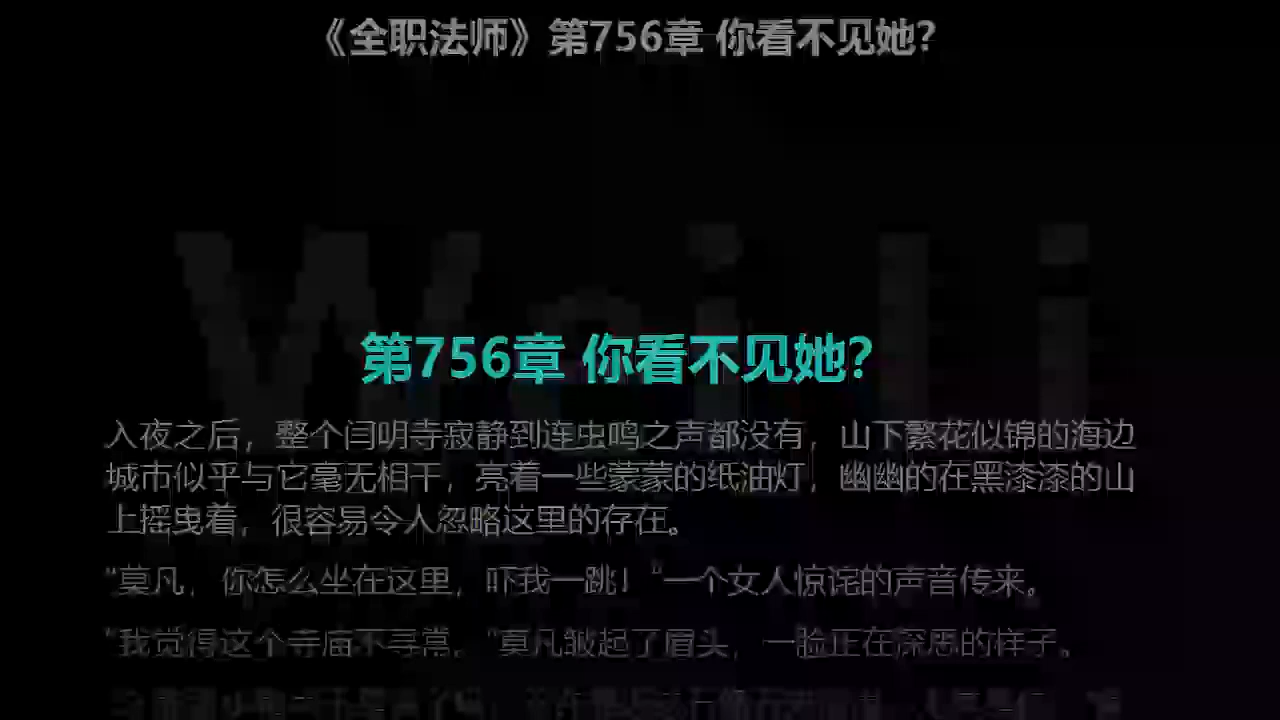 《全职法师》第756章 你看不见她?
Wei Li
第756章 你看不见她?
入夜之后，整个闫明寺寂静到连虫鸣之声都没有，山下繁花似锦的海边
城市似乎与它毫无相干，亮着一些蒙蒙的纸油灯，幽幽的在黑漆漆的山
上摇曳着，很容易令人忽略这里的存在。
"莫凡，你怎么坐在这里，吓我一跳！"一个女人惊诧的声音传来。
"我觉得这个寺庙不寻常。"莫凡皱起了眉头，一脸正在深思的样子。